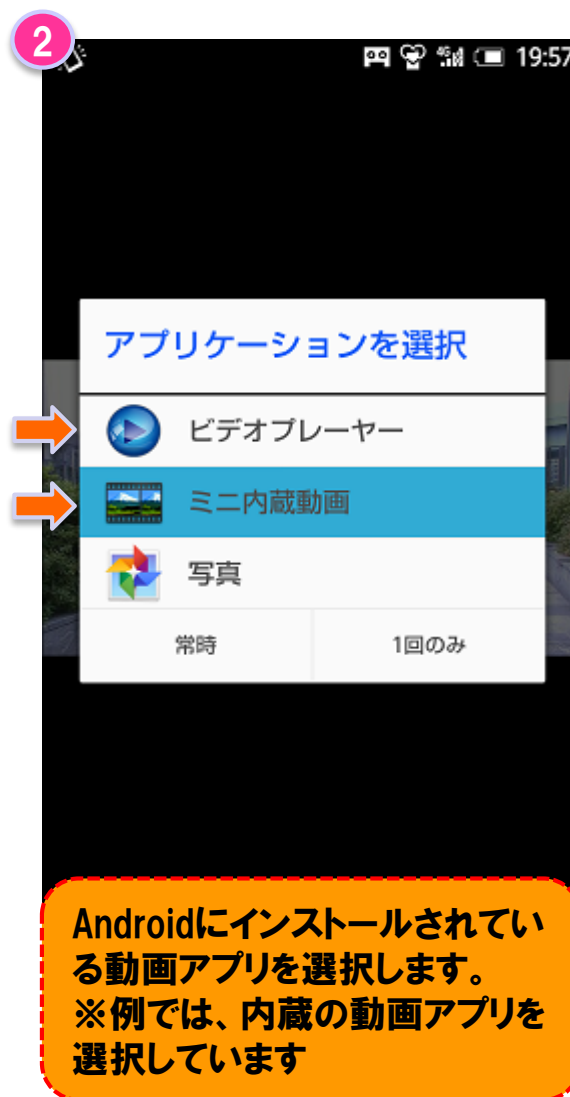 2
4G 19:57
アプリケーションを選択
ビデオプレーヤー
ミニ内蔵動画
写真
常時 1回のみ
Androidにインストールされてい
る動画アプリを選択します。
※例では、内蔵の動画アプリを
選択しています